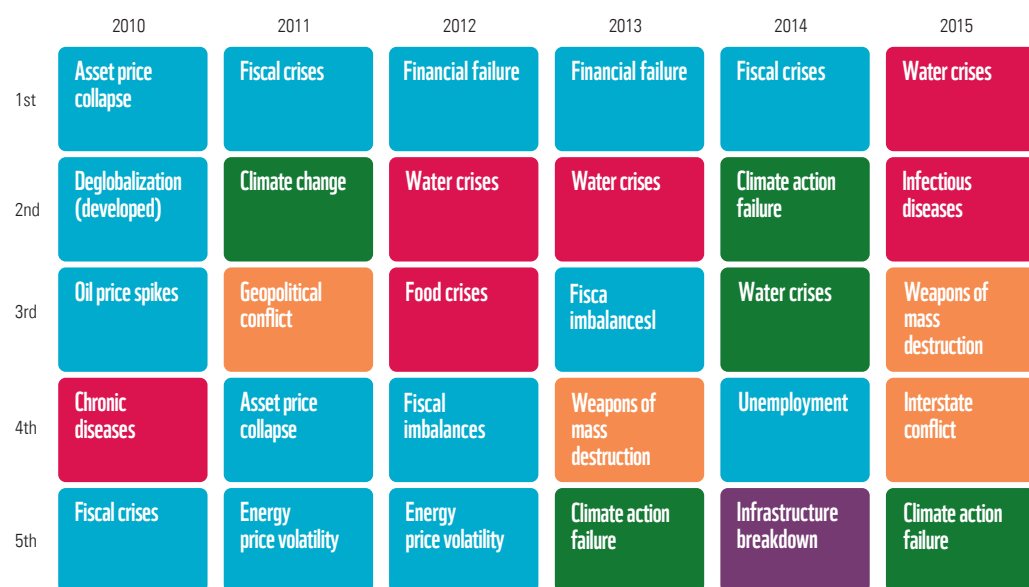 2010 2011 2012 2013 2014 2015
1st
Asset price
collapse
Fiscal crises
Financial failure
Financial failure
Fiscal crises
Water crises
2nd
Deglobalization
(developed)
Climate change
Water crises
Water crises
Climate action
failure
Infectious
diseases
3rd
Oil price spikes
Geopolitical
conflict
Food crises
Fisca
imbalancesl
Water crises
Weapons of
mass
destruction
4th
Chronic
diseases
Asset price
collapse
Fiscal
imbalances
Weapons of
mass
destruction
Unemployment
Interstate
conflict
5th
Fiscal crises
Energy
price volatility
Energy
price volatility
Climate action
failure
Infrastructure
breakdown
Climate action
failure